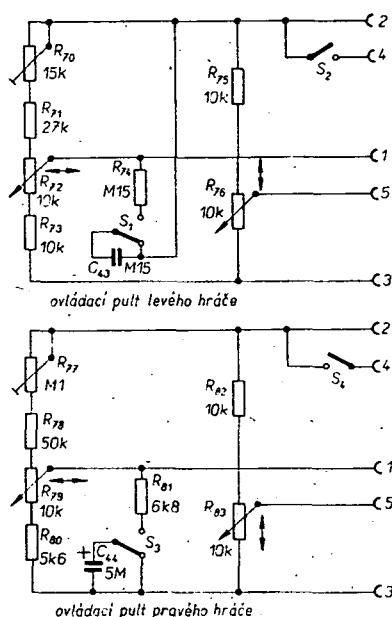 2
R70
15k
S2
4
R71
27k
R75
10k
R74
M15
1
R72
10k
R76
10k
5
S1
R73
10k
C43
M15
3
ovládací pult levého hráče
2
R77
M1
S4
4
R78
50k
R82
10k
1
R79
10k
R81
6k8
5
R83
10k
R80
5k6
S3
+
C44
5M
3
ovládací pult pravého hráče